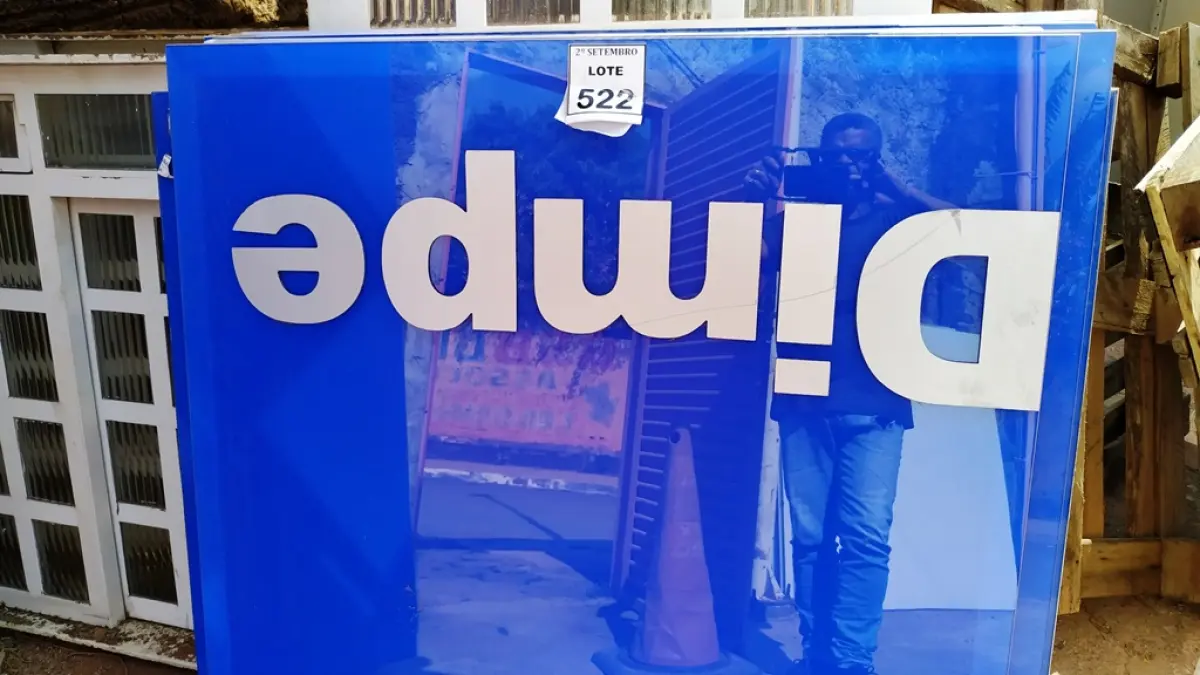 2º SETEMBRO
LOTE
522
Dimpe